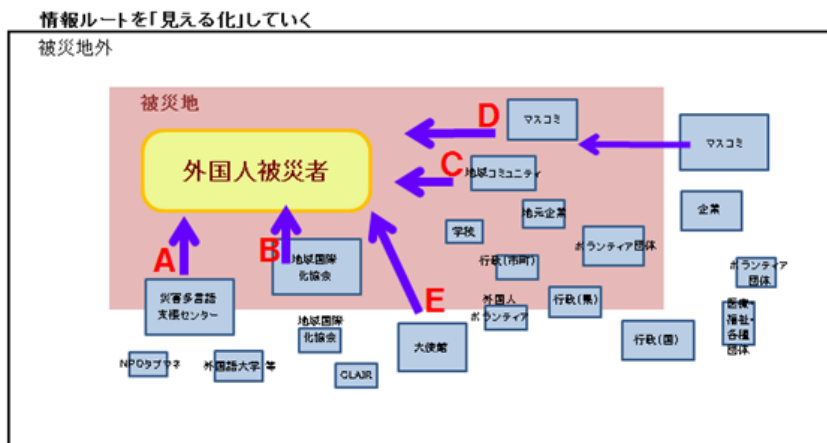 情報ルートを「見える化」していく
被災地外
被災地
外国人被災者
D
マスコミ
マスコミ
C
地域コミュニティ
地元企業
企業
学校
ボランティア団体
A
B
地域国際
化協会
行政(市町)
ボランティア
団体
災害多言語
支援センター
E
外国人
ボランティア
行政(県)
医療・
福祉・
各種
団体
地域国際
化協会
大使館
行政(国)
NPOタブマネ
外国語大学 等
CLAIR